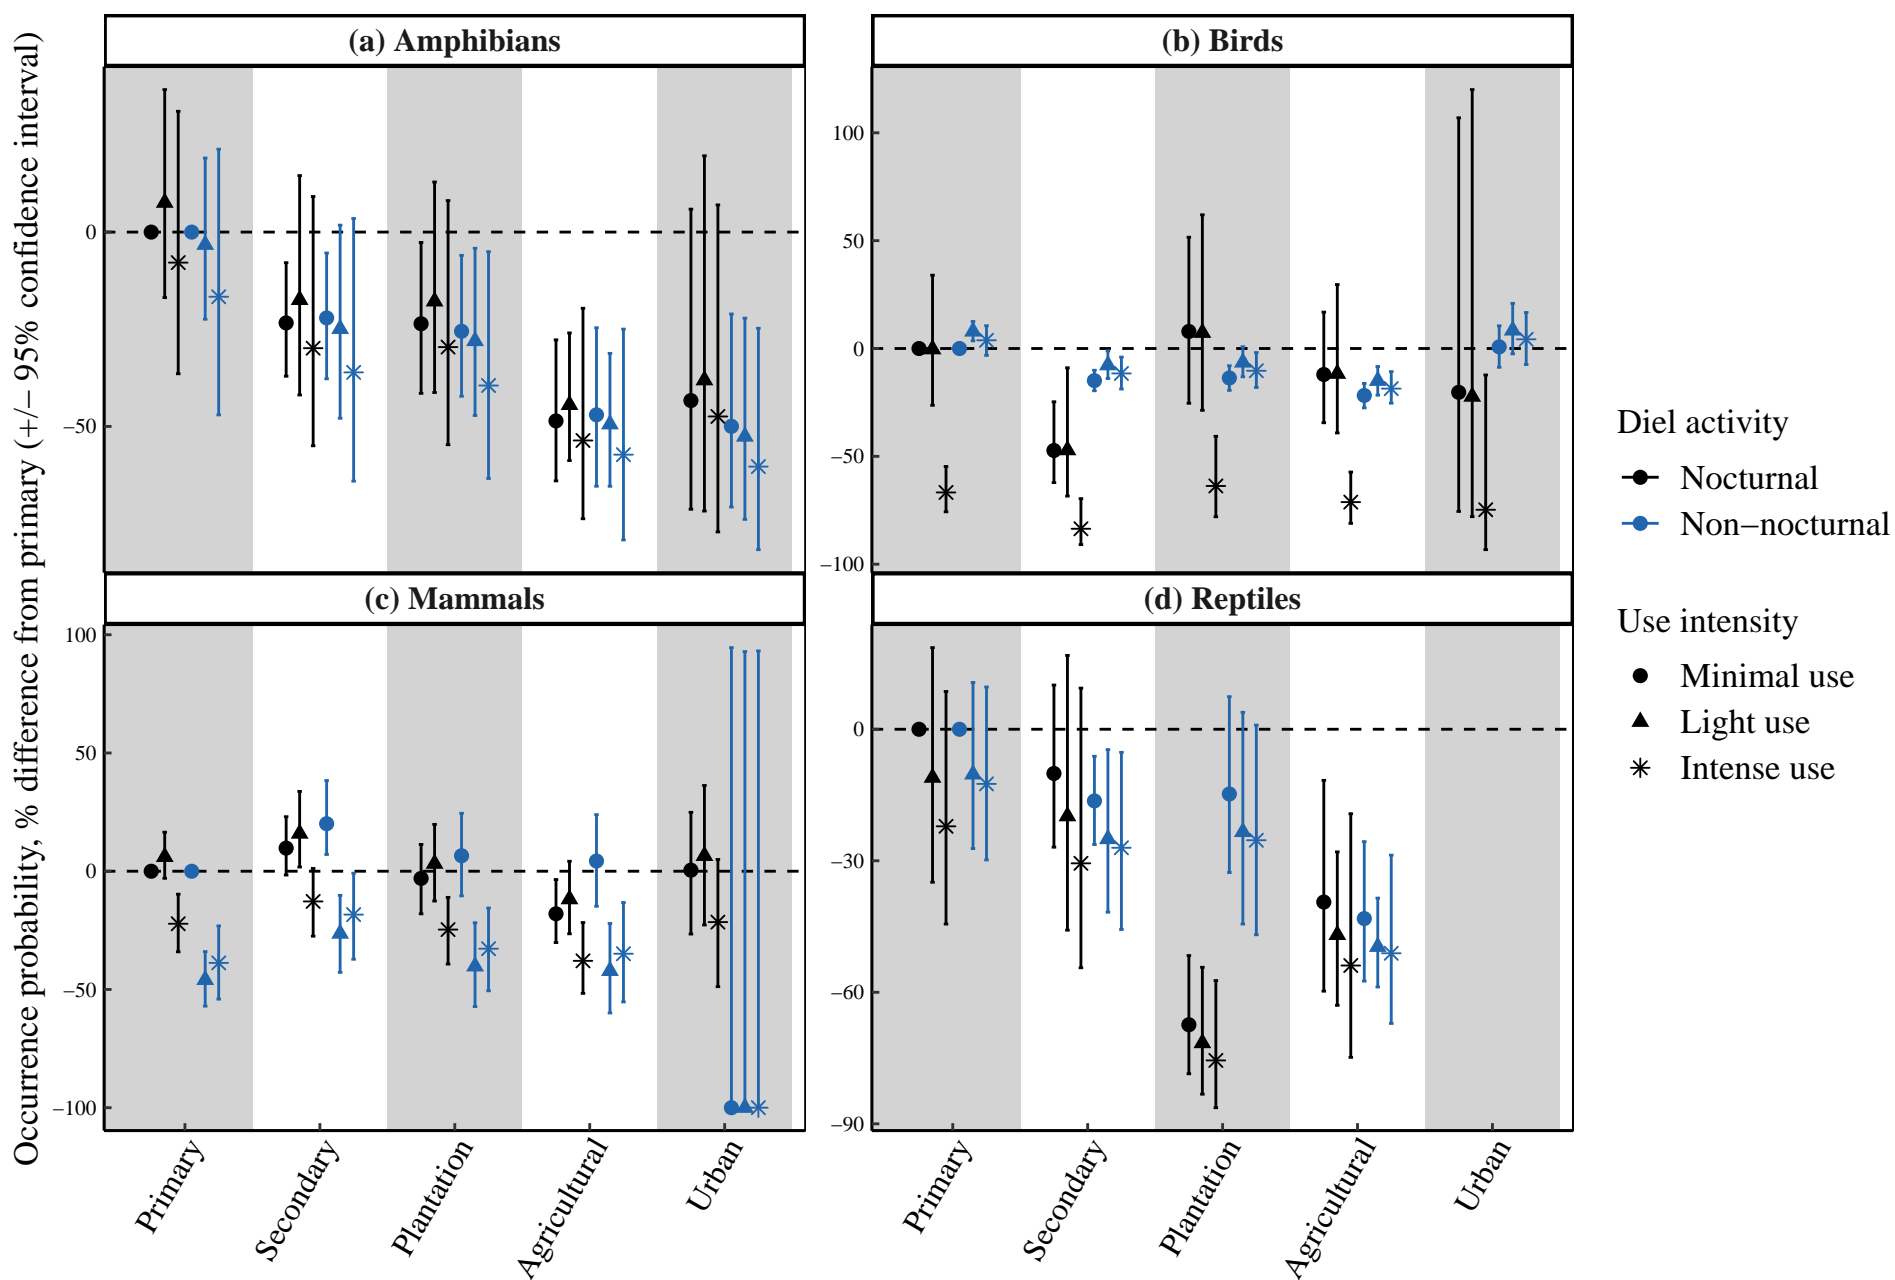 Occurrence probability, % difference from primary (+/− 95% confidence interval)
(a) Amphibians
0
−50
(b) Birds
100
50
0
−50
−100
(c) Mammals
100
50
0
−50
−100
Primary
Secondary
Plantation
Agricultural
Urban
(d) Reptiles
0
−30
−60
−90
Primary
Secondary
Plantation
Agricultural
Urban
Diel activity
Nocturnal
Non−nocturnal
Use intensity
Minimal use
Light use
Intense use